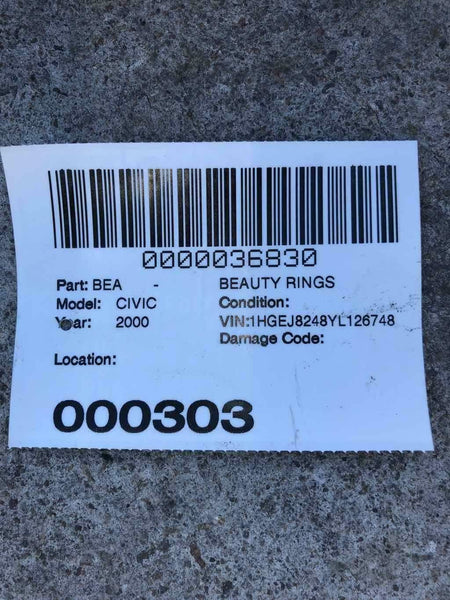 0000036830
Part: BEA - BEAUTY RINGS
Model: CIVIC Condition:
Year: 2000 VIN:1HGEJ8248YL126748
Damage Code:
Location:
000303